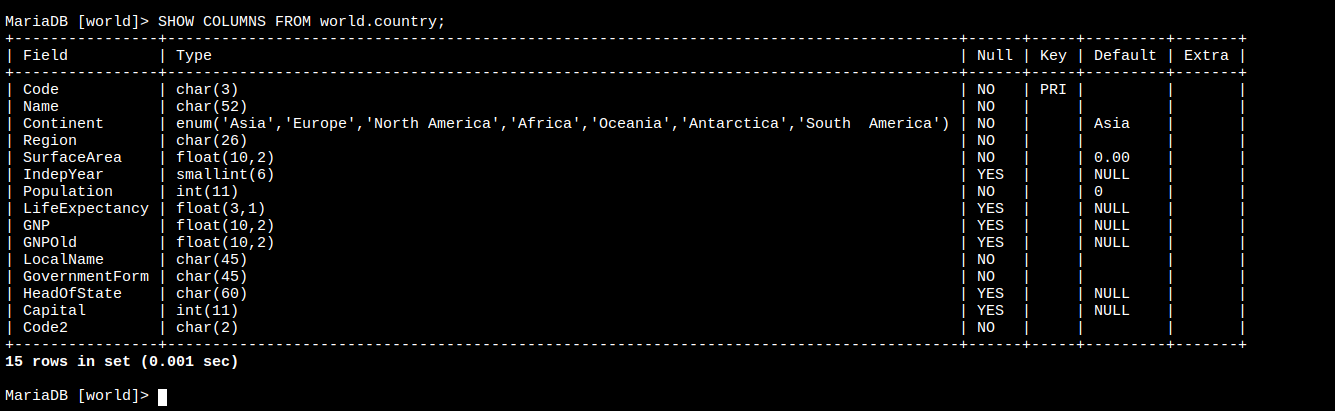 MariaDB [world]> SHOW COLUMNS FROM world.country;
+----------------+----------------------------------------------------------------------------------------+------+-----+---------+-------+
| Field          | Type                                                                                   | Null | Key | Default | Extra |
+----------------+----------------------------------------------------------------------------------------+------+-----+---------+-------+
| Code           | char(3)                                                                                | NO   | PRI |         |       |
| Name           | char(52)                                                                               | NO   |     |         |       |
| Continent      | enum('Asia','Europe','North America','Africa','Oceania','Antarctica','South  America') | NO   |     | Asia    |       |
| Region         | char(26)                                                                               | NO   |     |         |       |
| SurfaceArea    | float(10,2)                                                                            | NO   |     | 0.00    |       |
| IndepYear      | smallint(6)                                                                            | YES  |     | NULL    |       |
| Population     | int(11)                                                                                | NO   |     | 0       |       |
| LifeExpectancy | float(3,1)                                                                             | YES  |     | NULL    |       |
| GNP            | float(10,2)                                                                            | YES  |     | NULL    |       |
| GNPOld         | float(10,2)                                                                            | YES  |     | NULL    |       |
| LocalName      | char(45)                                                                               | NO   |     |         |       |
| GovernmentForm | char(45)                                                                               | NO   |     |         |       |
| HeadOfState    | char(60)                                                                               | YES  |     | NULL    |       |
| Capital        | int(11)                                                                                | YES  |     | NULL    |       |
| Code2          | char(2)                                                                                | NO   |     |         |       |
+----------------+----------------------------------------------------------------------------------------+------+-----+---------+-------+
15 rows in set (0.001 sec)
MariaDB [world]>